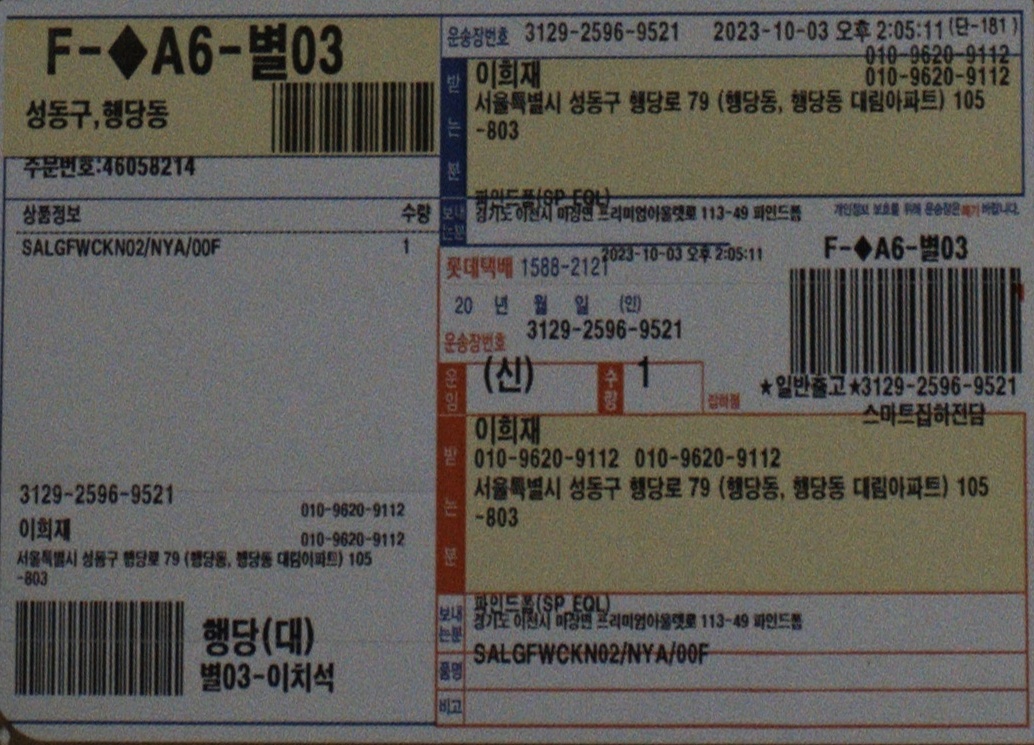 F-◆A6-별03
성동구,행당동
주문번호:46058214
상품정보 수량
SALGFWCKN02/NYA/00F 1
3129-2596-9521
010-9620-9112
이희재
010-9620-9112
서울특별시 성동구 행당로 79 (행당동, 행당동 대림아파트) 105
-803
행당(대)
별03-이치석
운송장번호 3129-2596-9521 2023-10-03 오후 2:05:11 (단-181)
010-9620-9112
받는분
이희재 010-9620-9112
서울특별시 성동구 행당로 79 (행당동, 행당동 대림아파트) 105
-803
보내는분
파인드폼(SP_EQL)
경기도 이천시 마장면 프리미엄아울렛로 113-49 파인드폼
개인정보 보호를 위해 운송장은 폐기 바랍니다.
2023-10-03 오후 2:05:11
롯데택배 1588-2121
F-◆A6-별03
20 년 월 일 (인)
운송장번호 3129-2596-9521
운임 (신) 수량 1 집하점
★일반출고★3129-2596-9521
스마트집하전담
받는분
이희재
010-9620-9112 010-9620-9112
서울특별시 성동구 행당로 79 (행당동, 행당동 대림아파트) 105
-803
보내는분
파인드폼(SP_EQL)
경기도 이천시 마장면 프리미엄아울렛로 113-49 파인드폼
품명 SALGFWCKN02/NYA/00F
비고